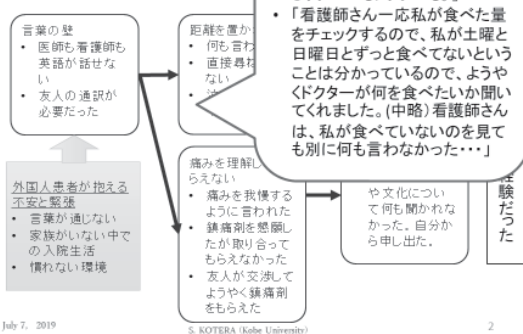 言葉の壁
• 医師も看護師も
英語が話せな
い
• 友人の通訳が
必要だった
外国人患者が抱える
不安と緊張
• 言葉が通じない
• 家族がいない中で
の入院生活
• 慣れない環境
距離を置か
• 何も言わ
• 直接尋ね
ない
• 「看護師さん一応私が食べた量
をチェックするので、私が土曜と
日曜日とずっと食べてないという
ことは分かっているので、ようや
くドクターが何を食べたいか聞い
てくれました。(中略)看護師さん
は、私が食べていないのを見て
も別に何も言わなかった・・・」
痛みを理解し
らえない
• 痛みを我慢する
ように言われた
• 鎮痛剤を懇願し
たが取り合って
もらえなかった
• 友人が交渉して
ようやく鎮痛剤
をもらえた
や文化につい
て何も聞かれな
かった。自分か
ら申し出た。
験だった
July 7, 2019
S. KOTERA (Kobe University)
2